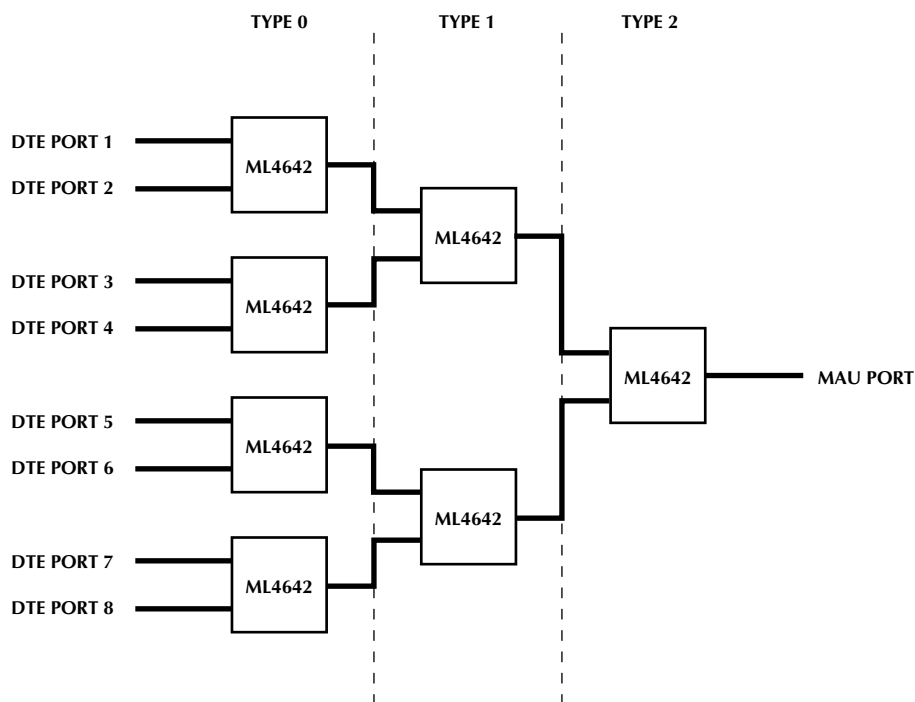 TYPE 0
TYPE 1
TYPE 2
DTE PORT 1
DTE PORT 2
ML4642
ML4642
DTE PORT 3
DTE PORT 4
ML4642
ML4642
MAU PORT
DTE PORT 5
DTE PORT 6
ML4642
ML4642
DTE PORT 7
DTE PORT 8
ML4642